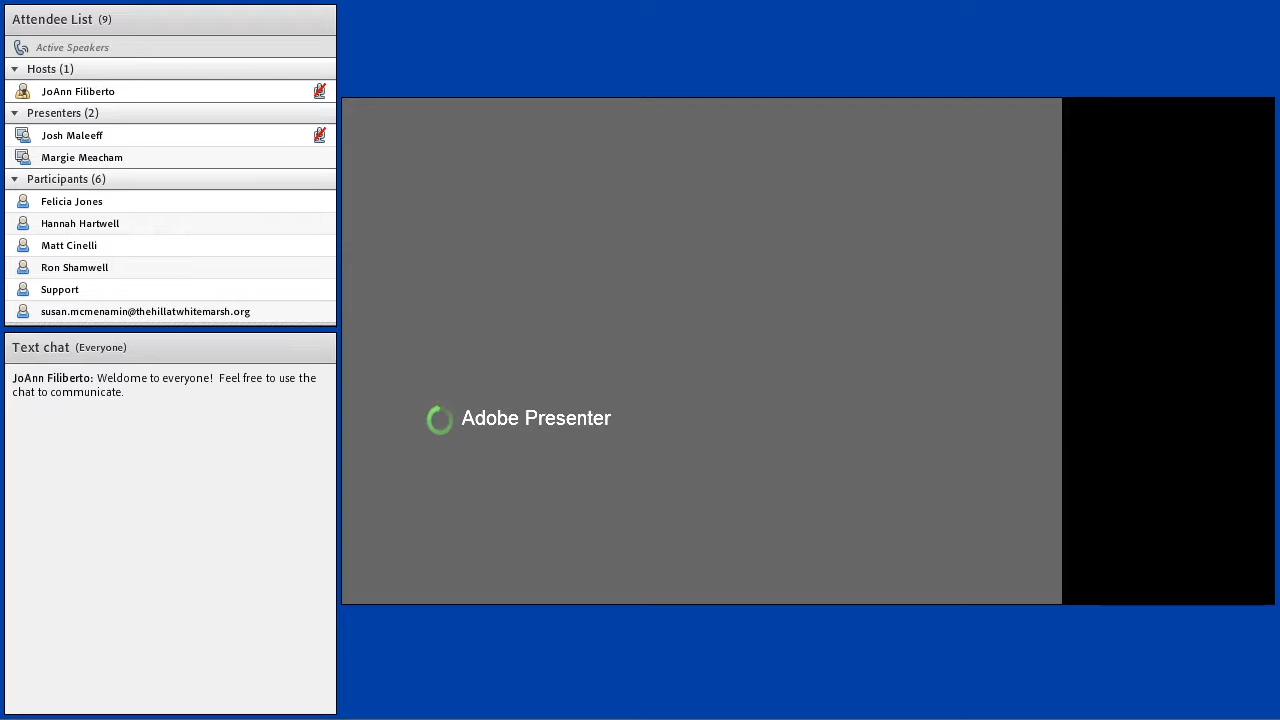 Attendee List (9)
Active Speakers
Hosts (1)
JoAnn Filiberto
Presenters (2)
Josh Maleeff
Margie Meacham
Participants (6)
Felicia Jones
Hannah Hartwell
Matt Cinelli
Ron Shamwell
Support
susan.mcmenamin@thehillatwhitemarsh.org
Text chat (Everyone)
JoAnn Filiberto: Weldome to everyone! Feel free to use the
chat to communicate.
Adobe Presenter